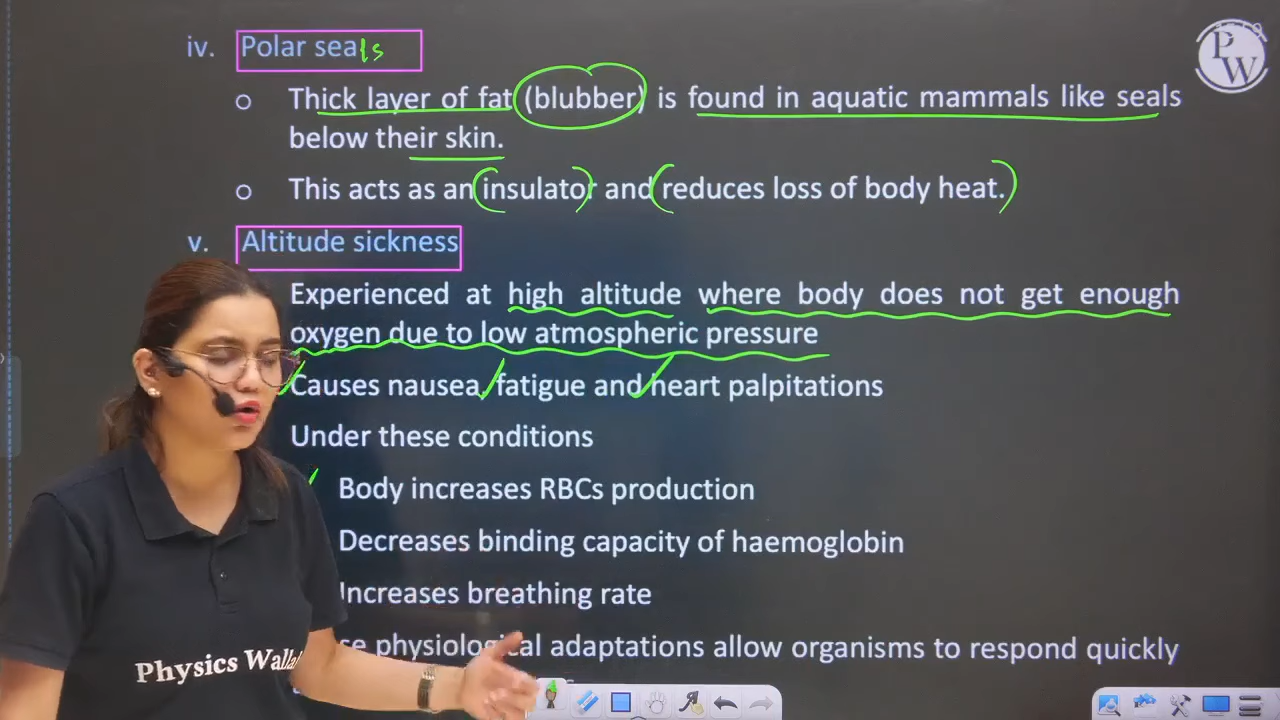 iv. Polar seals
o Thick layer of fat (blubber) is found in aquatic mammals like seals
below their skin.
o This acts as an insulator and reduces loss of body heat.
v. Altitude sickness
Experienced at high altitude where body does not get enough
oxygen due to low atmospheric pressure
Causes nausea, fatigue and heart palpitations
Under these conditions
Body increases RBCs production
Decreases binding capacity of haemoglobin
Increases breathing rate
physiological adaptations allow organisms to respond quickly
Physics Walla
PW